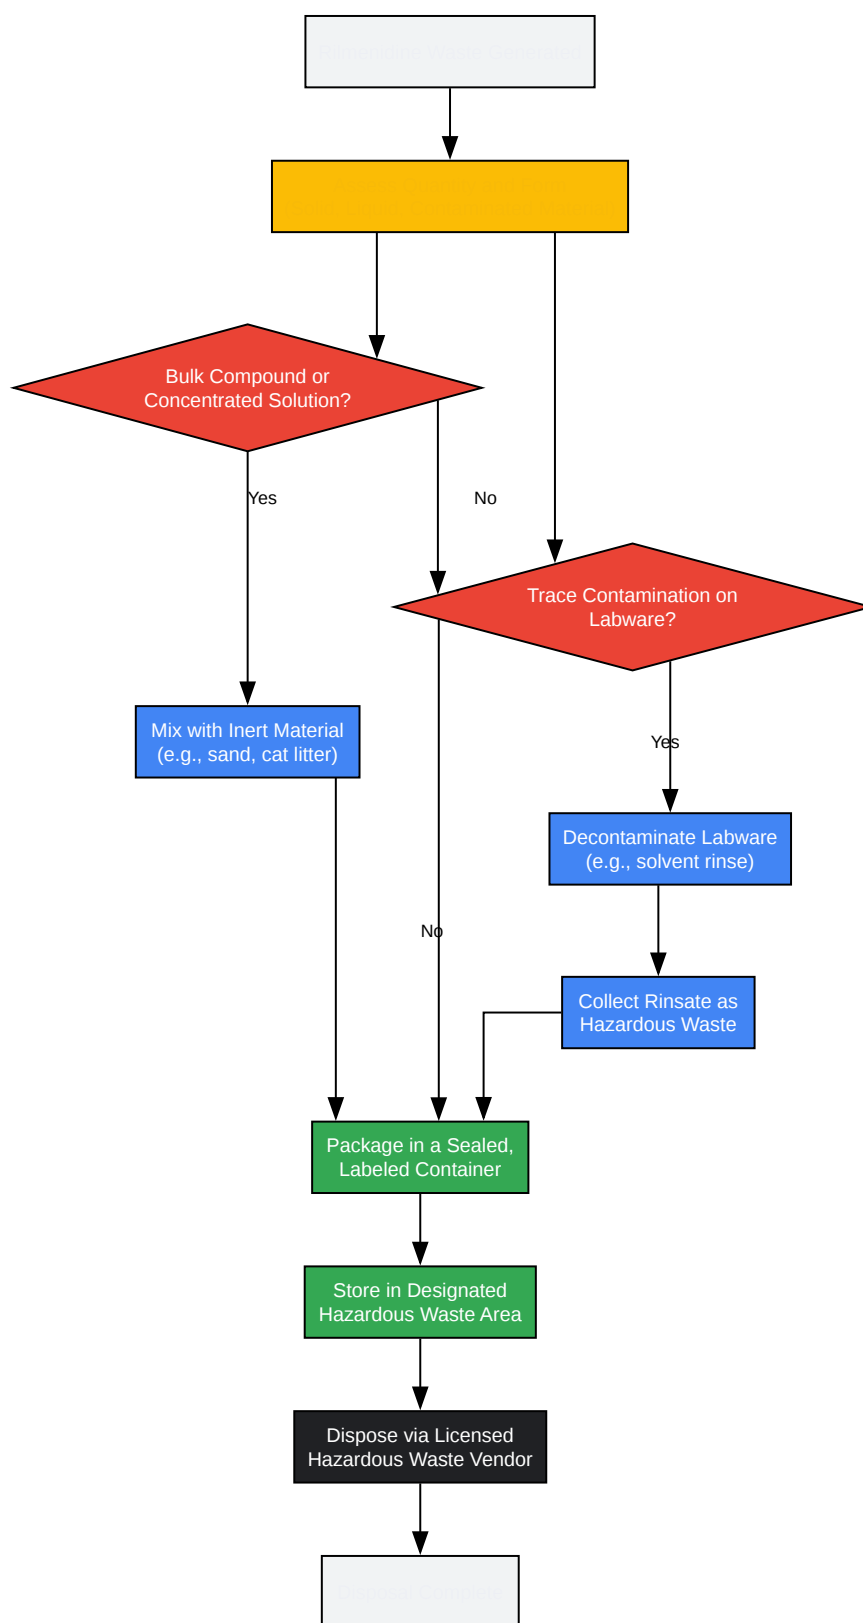 Bulk Compound or
Concentrated Solution?
Yes
No
Trace Contamination on
Labware?
Mix with Inert Material
(e.g., sand, cat litter)
Yes
Decontaminate Labware
(e.g., solvent rinse)
No
Collect Rinsate as
Hazardous Waste
Package in a Sealed,
Labeled Container
Store in Designated
Hazardous Waste Area
Dispose via Licensed
Hazardous Waste Vendor